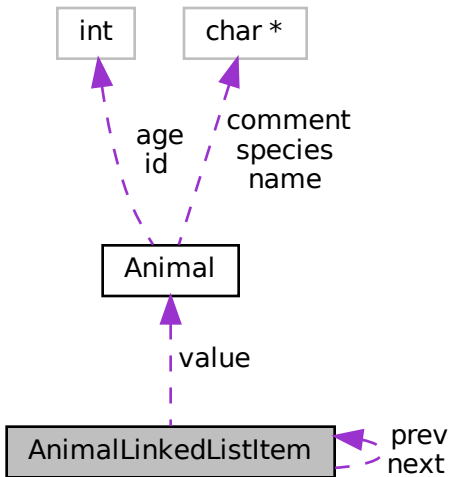 int
char *
age
id
comment
species
name
Animal
value
AnimalLinkedListItem
prev
next